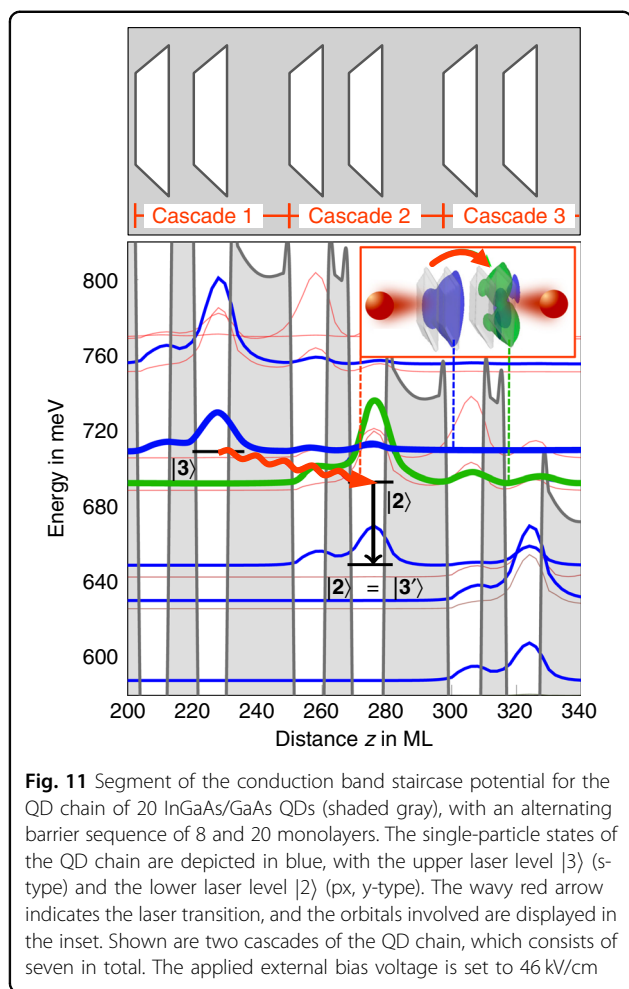 Cascade 1 Cascade 2 Cascade 3
800
760
720
680
640
600
Energy in meV
|3⟩
|2⟩
|2⟩ = |3′⟩
200 220 240 260 280 300 320 340
Distance z in ML
Fig. 11 Segment of the conduction band staircase potential for the
QD chain of 20 InGaAs/GaAs QDs (shaded gray), with an alternating
barrier sequence of 8 and 20 monolayers. The single-particle states of
the QD chain are depicted in blue, with the upper laser level |3⟩ (s-
type) and the lower laser level |2⟩ (px, y-type). The wavy red arrow
indicates the laser transition, and the orbitals involved are displayed in
the inset. Shown are two cascades of the QD chain, which consists of
seven in total. The applied external bias voltage is set to 46 kV/cm